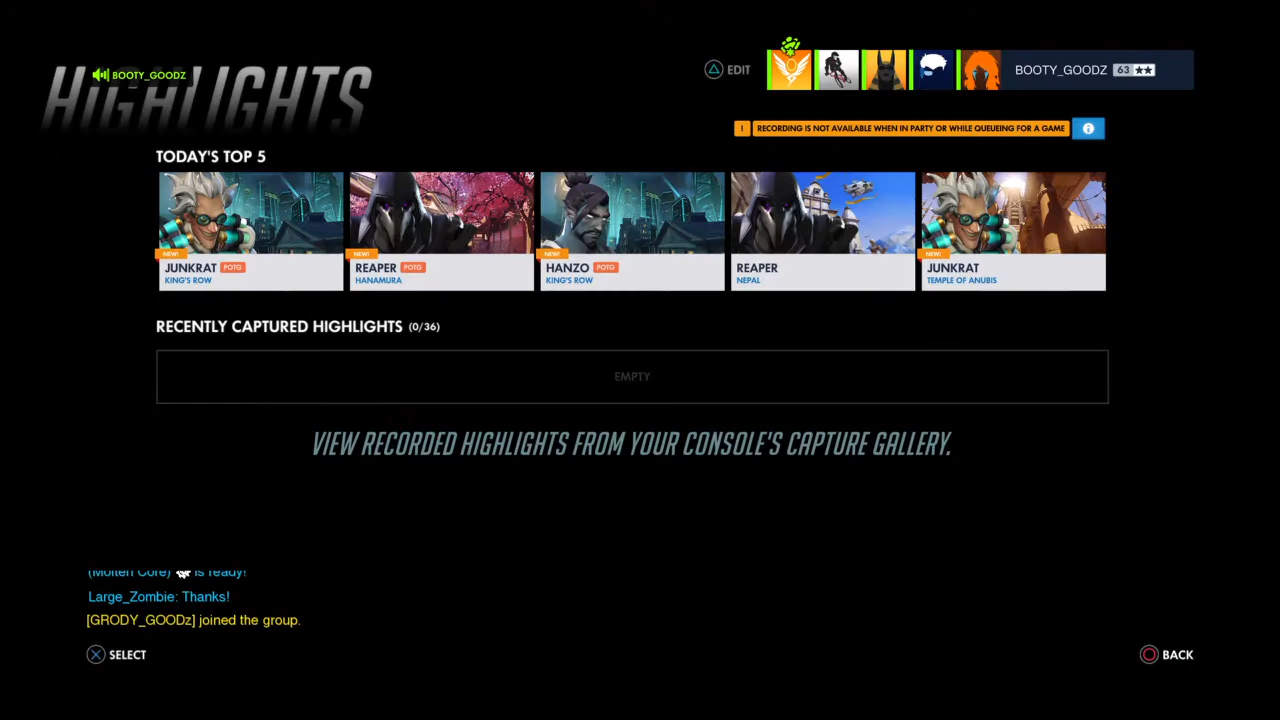 HIGHLIGHTS
BOOTY_GOODZ
EDIT
BOOTY_GOODZ 63
! RECORDING IS NOT AVAILABLE WHEN IN PARTY OR WHILE QUEUEING FOR A GAME
TODAY'S TOP 5
NEW!
JUNKRAT POTG
KING'S ROW
NEW!
REAPER POTG
HANAMURA
NEW!
HANZO POTG
KING'S ROW
REAPER
NEPAL
NEW!
JUNKRAT
TEMPLE OF ANUBIS
RECENTLY CAPTURED HIGHLIGHTS (0/36)
EMPTY
VIEW RECORDED HIGHLIGHTS FROM YOUR CONSOLE'S CAPTURE GALLERY.
(Molten Core) is ready!
Large_Zombie: Thanks!
[GRODY_GOODz] joined the group.
SELECT
BACK